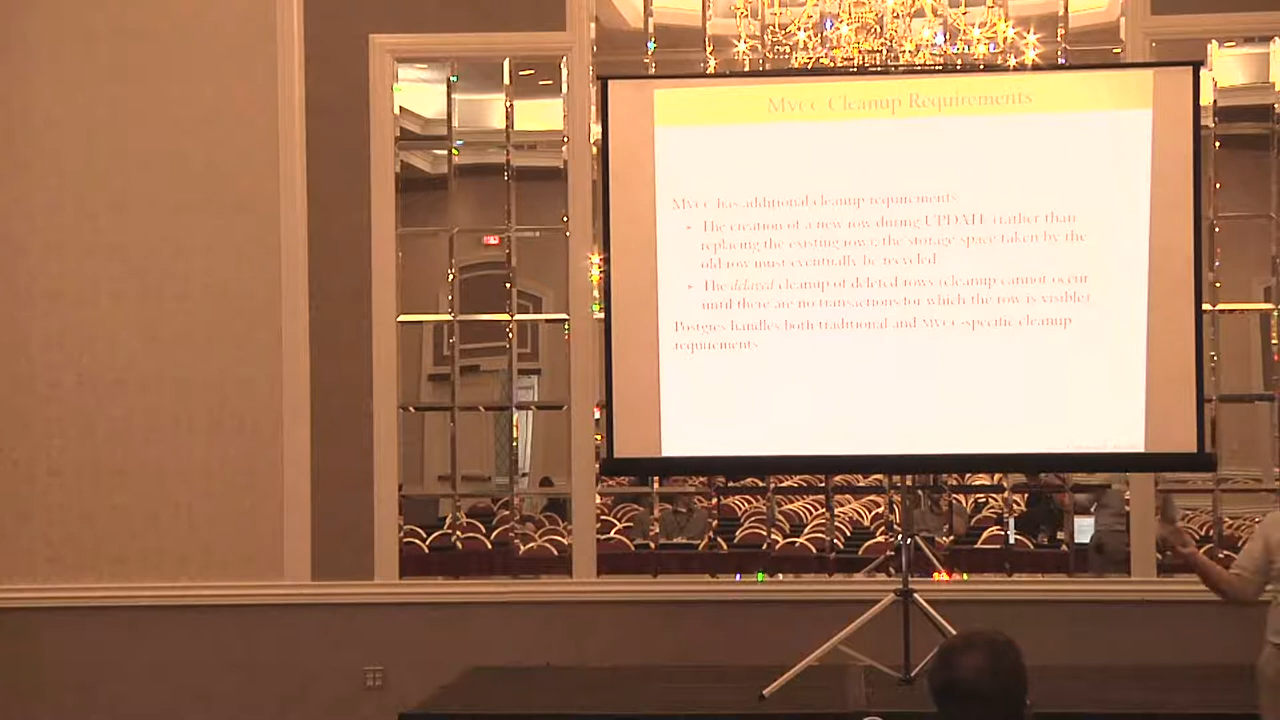 MVCC Cleanup Requirements
MVCC has additional cleanup requirements:
The creation of a new row during UPDATE (rather than
replacing the existing row); the storage space taken by the
old row must eventually be recycled.
The delayed cleanup of deleted rows (cleanup cannot occur
until there are no transactions for which the row is visible)
Postgres handles both traditional and MVCC-specific cleanup
requirements.